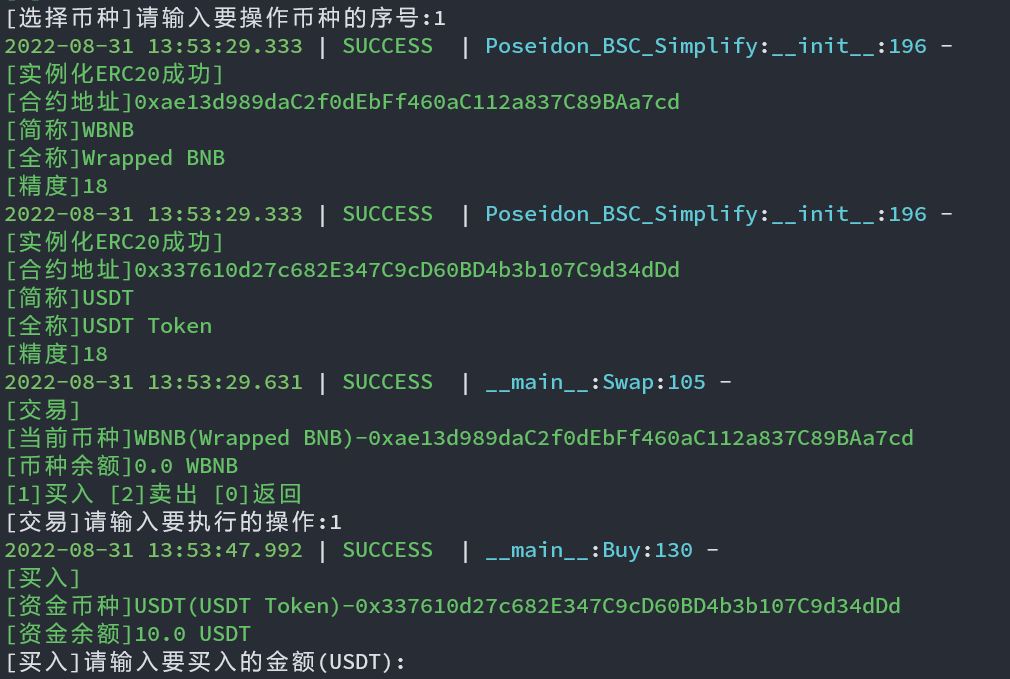 [选择币种]请输入要操作币种的序号:1
2022-08-31 13:53:29.333 | SUCCESS  | Poseidon_BSC_Simplify:__init__:196 -
[实例化ERC20成功]
[合约地址]0xae13d989daC2f0dEbFf460aC112a837C89BAa7cd
[简称]WBNB
[全称]Wrapped BNB
[精度]18
2022-08-31 13:53:29.333 | SUCCESS  | Poseidon_BSC_Simplify:__init__:196 -
[实例化ERC20成功]
[合约地址]0x337610d27c682E347C9cD60BD4b3b107C9d34dDd
[简称]USDT
[全称]USDT Token
[精度]18
2022-08-31 13:53:29.631 | SUCCESS  | __main__:Swap:105 -
[交易]
[当前币种]WBNB(Wrapped BNB)-0xae13d989daC2f0dEbFf460aC112a837C89BAa7cd
[币种余额]0.0 WBNB
[1]买入 [2]卖出 [0]返回
[交易]请输入要执行的操作:1
2022-08-31 13:53:47.992 | SUCCESS  | __main__:Buy:130 -
[买入]
[资金币种]USDT(USDT Token)-0x337610d27c682E347C9cD60BD4b3b107C9d34dDd
[资金余额]10.0 USDT
[买入]请输入要买入的金额(USDT):